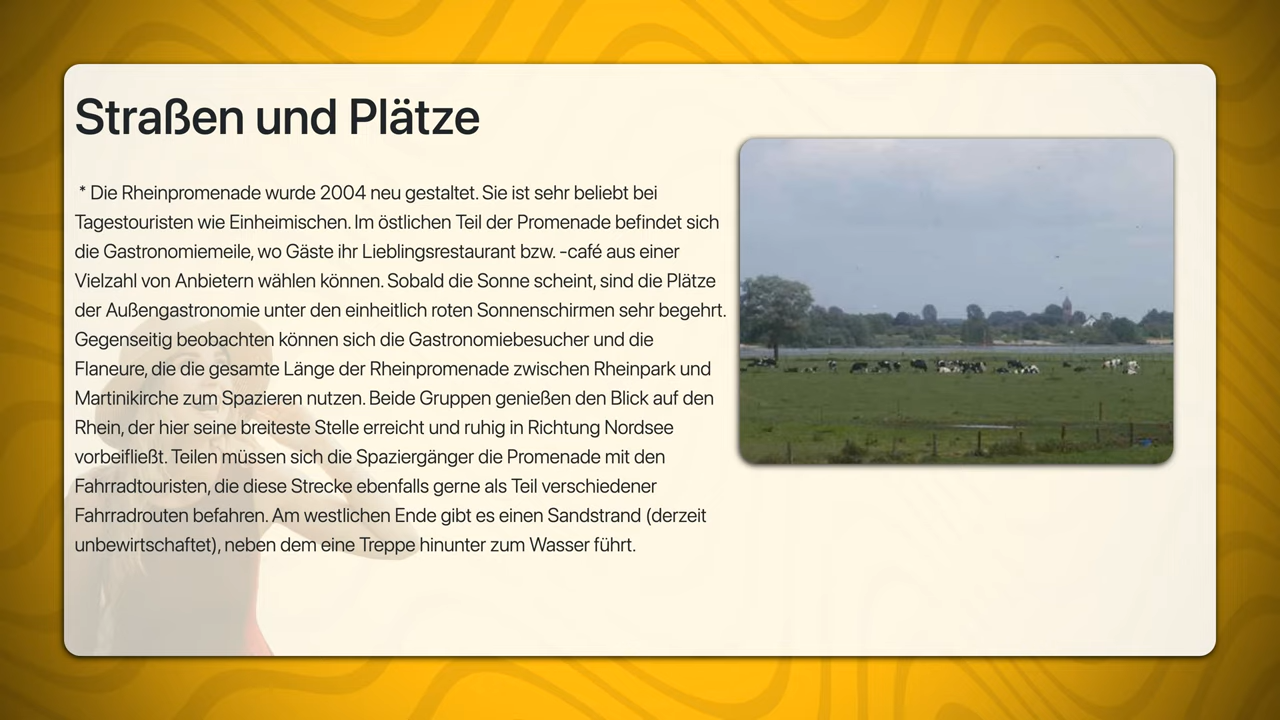 Straßen und Plätze
* Die Rheinpromenade wurde 2004 neu gestaltet. Sie ist sehr beliebt bei
Tagestouristen wie Einheimischen. Im östlichen Teil der Promenade befindet sich
die Gastronomiemeile, wo Gäste ihr Lieblingsrestaurant bzw. -café aus einer
Vielzahl von Anbietern wählen können. Sobald die Sonne scheint, sind die Plätze
der Außengastronomie unter den einheitlich roten Sonnenschirmen sehr begehrt.
Gegenseitig beobachten können sich die Gastronomiebesucher und die
Flaneure, die die gesamte Länge der Rheinpromenade zwischen Rheinpark und
Martinikirche zum Spazieren nutzen. Beide Gruppen genießen den Blick auf den
Rhein, der hier seine breiteste Stelle erreicht und ruhig in Richtung Nordsee
vorbeifließt. Teilen müssen sich die Spaziergänger die Promenade mit den
Fahrradtouristen, die diese Strecke ebenfalls gerne als Teil verschiedener
Fahrradrouten befahren. Am westlichen Ende gibt es einen Sandstrand (derzeit
unbewirtschaftet), neben dem eine Treppe hinunter zum Wasser führt.